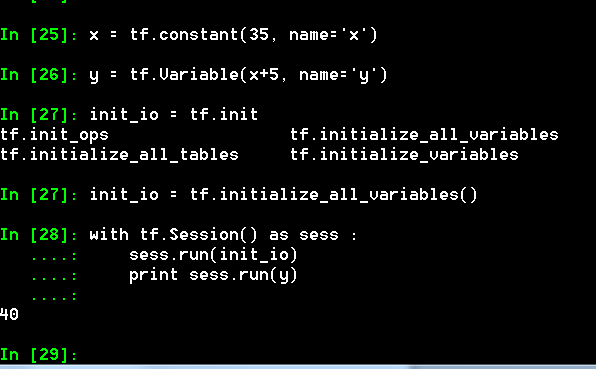 In [25]: x = tf.constant(35, name='x')
In [26]: y = tf.Variable(x+5, name='y')
In [27]: init_io = tf.init
tf.init_ops tf.initialize_all_variables
tf.initialize_all_tables tf.initialize_variables
In [27]: init_io = tf.initialize_all_variables()
In [28]: with tf.Session() as sess :
....: sess.run(init_io)
....: print sess.run(y)
....:
40
In [29]: